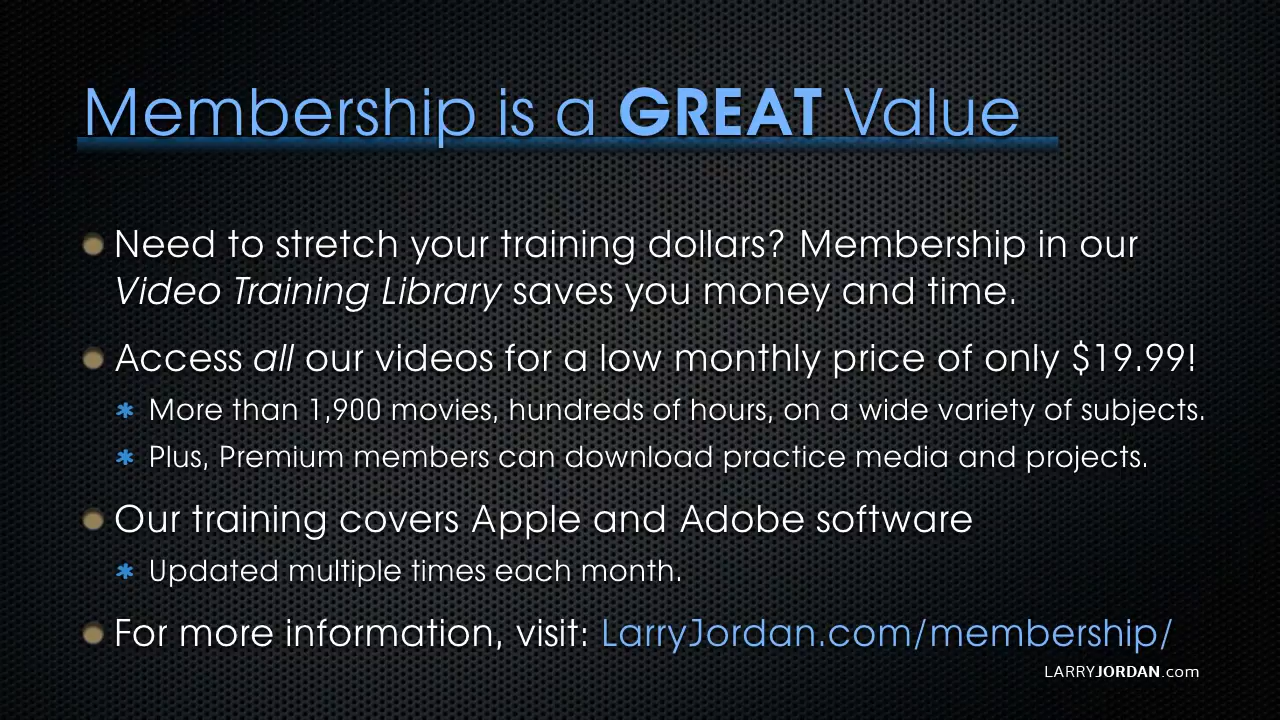 Membership is a GREAT Value
Need to stretch your training dollars? Membership in our
Video Training Library saves you money and time.
Access all our videos for a low monthly price of only $19.99!
More than 1,900 movies, hundreds of hours, on a wide variety of subjects.
Plus, Premium members can download practice media and projects.
Our training covers Apple and Adobe software
Updated multiple times each month.
For more information, visit: LarryJordan.com/membership/
LARRYJORDAN.com